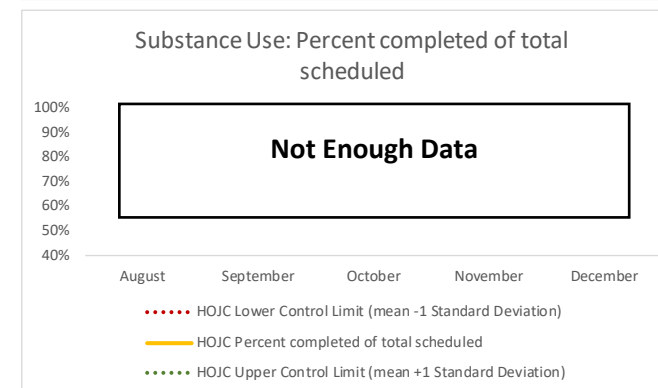 Substance Use: Percent completed of total
scheduled
100%
90%
80%
70%
60%
50%
40%
Not Enough Data
August September October November December
HOJC Lower Control Limit (mean -1 Standard Deviation)
HOJC Percent completed of total scheduled
HOJC Upper Control Limit (mean +1 Standard Deviation)